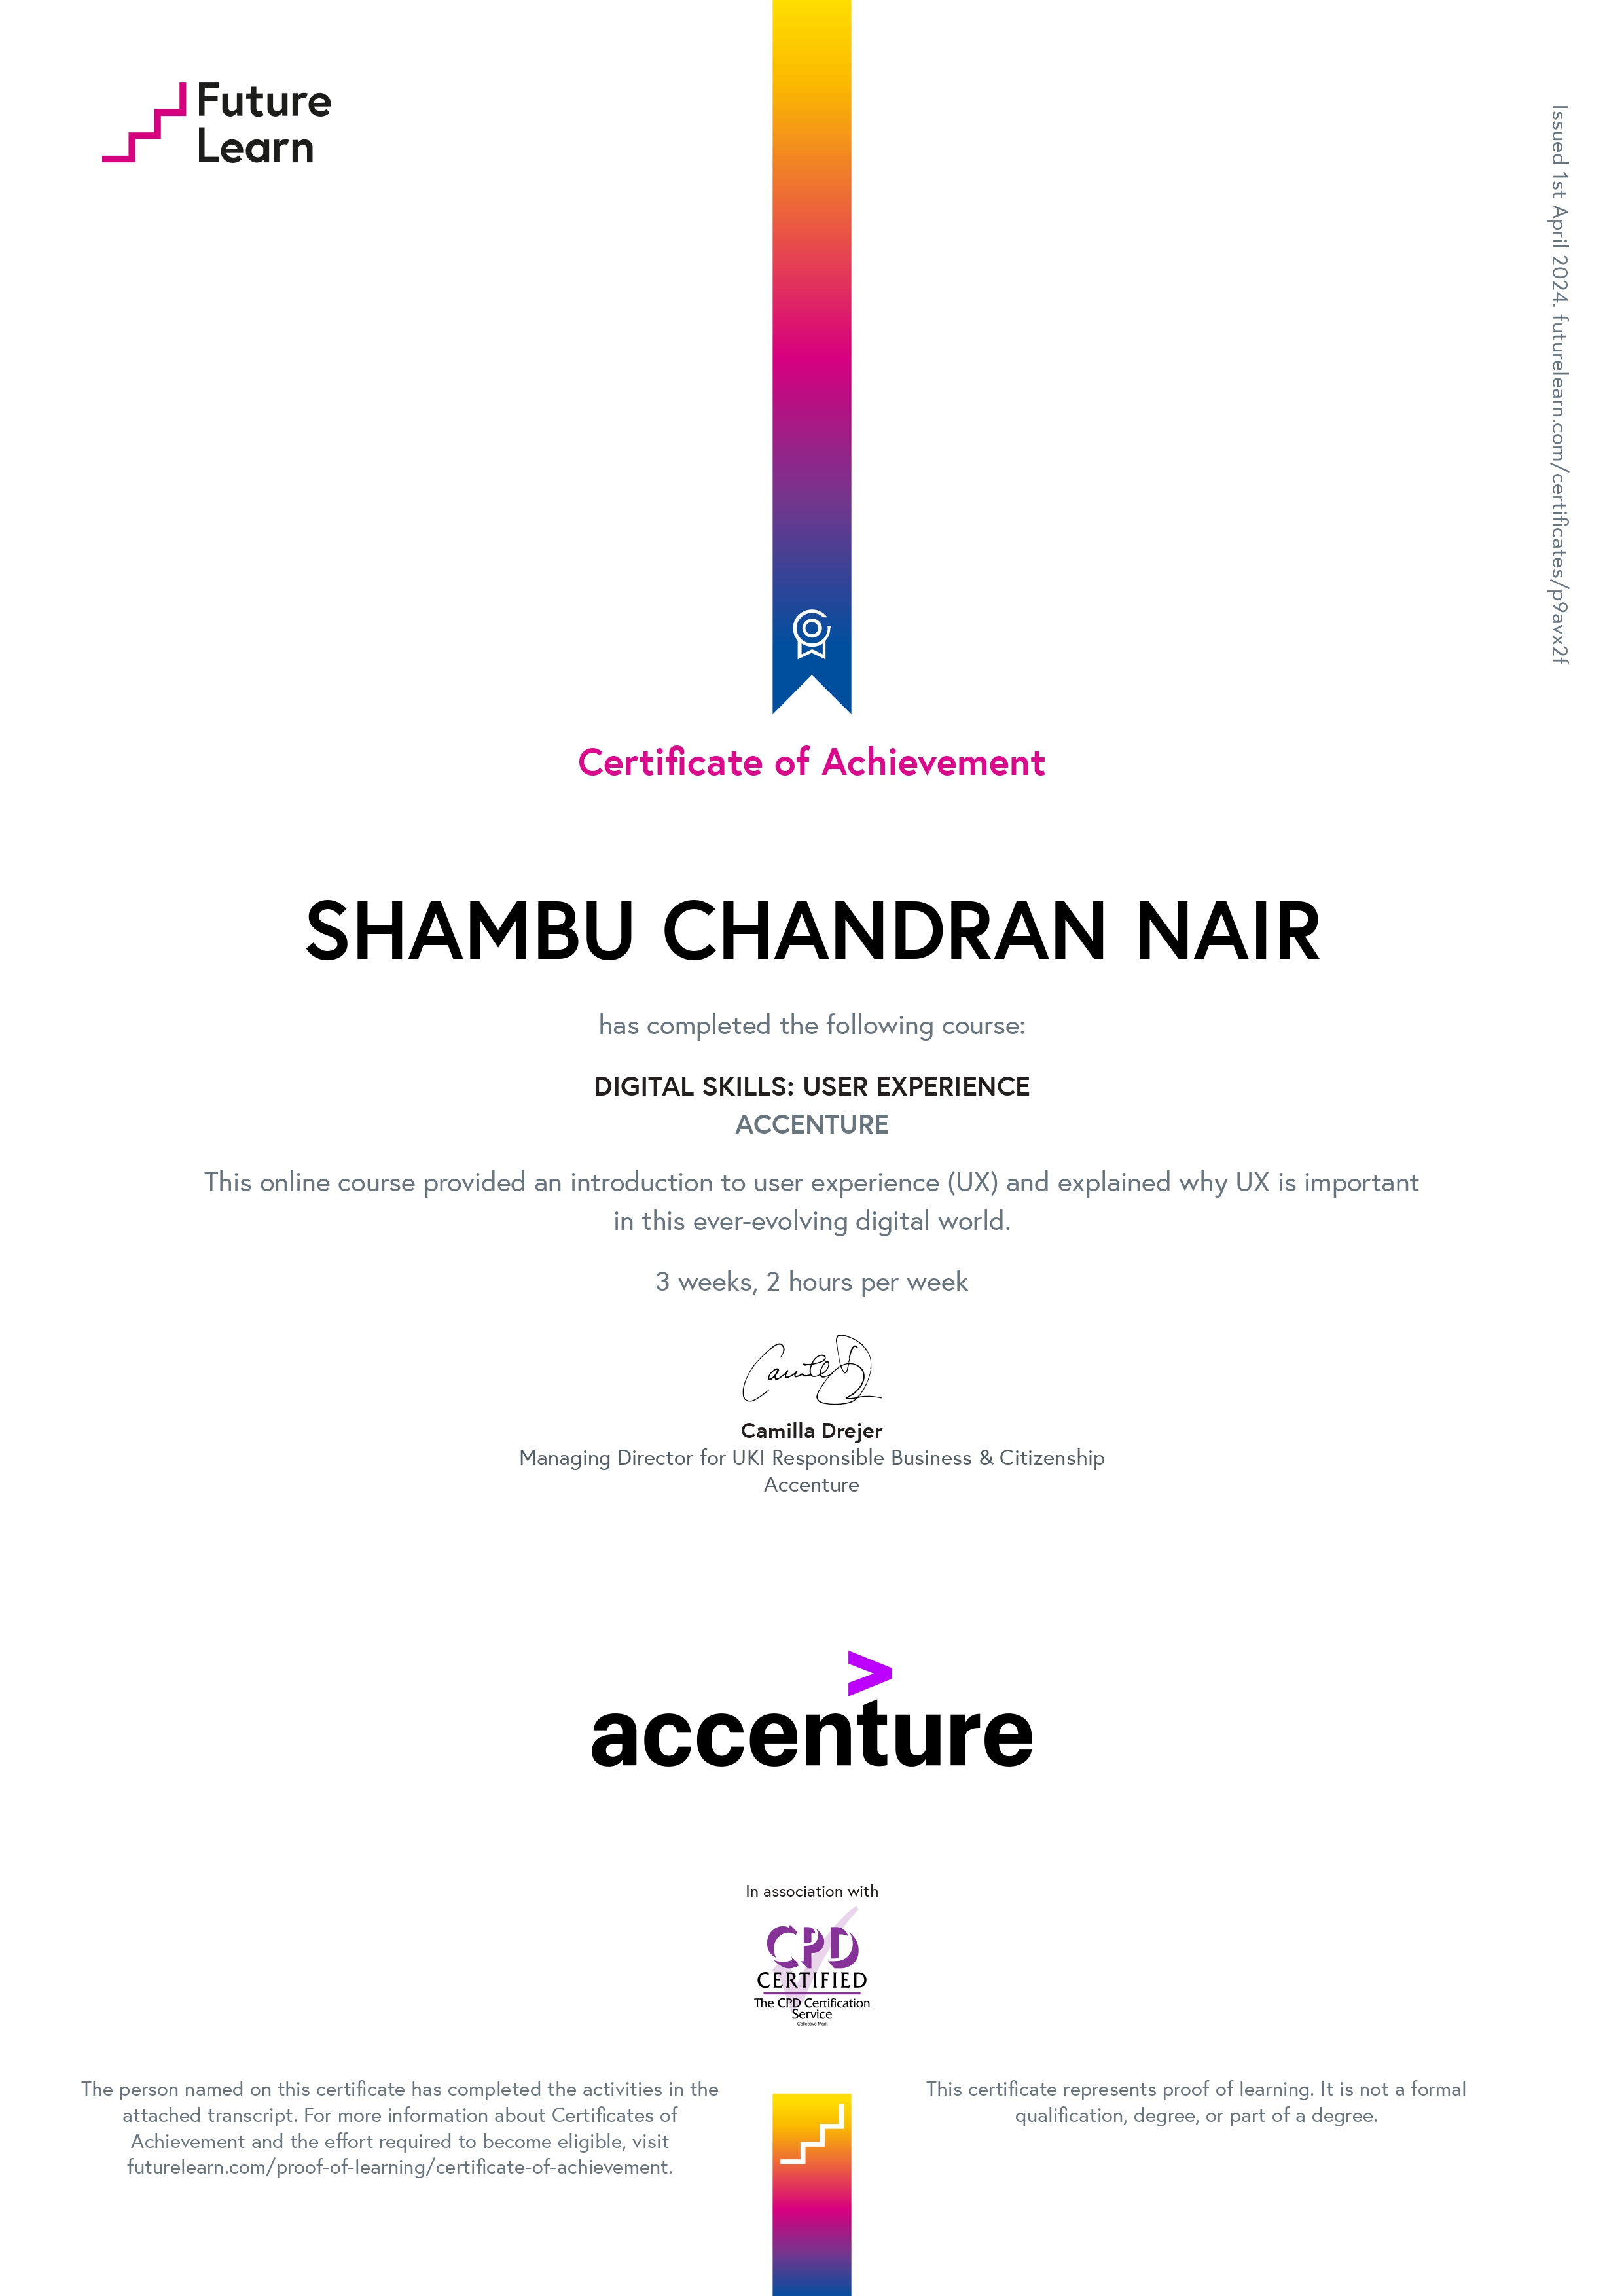 Future
Learn
Issued 1st April 2024. futurelearn.com/certificates/p9avx2f
Certificate of Achievement
SHAMBU CHANDRAN NAIR
has completed the following course:
DIGITAL SKILLS: USER EXPERIENCE
ACCENTURE
This online course provided an introduction to user experience (UX) and explained why UX is important
in this ever-evolving digital world.
3 weeks, 2 hours per week
Camilla Drejer
Managing Director for UKI Responsible Business & Citizenship
Accenture
accenture
In association with
CPD
CERTIFIED
The CPD Certification
Service
Collective Mark
The person named on this certificate has completed the activities in the
attached transcript. For more information about Certificates of
Achievement and the effort required to become eligible, visit
futurelearn.com/proof-of-learning/certificate-of-achievement.
This certificate represents proof of learning. It is not a formal
qualification, degree, or part of a degree.